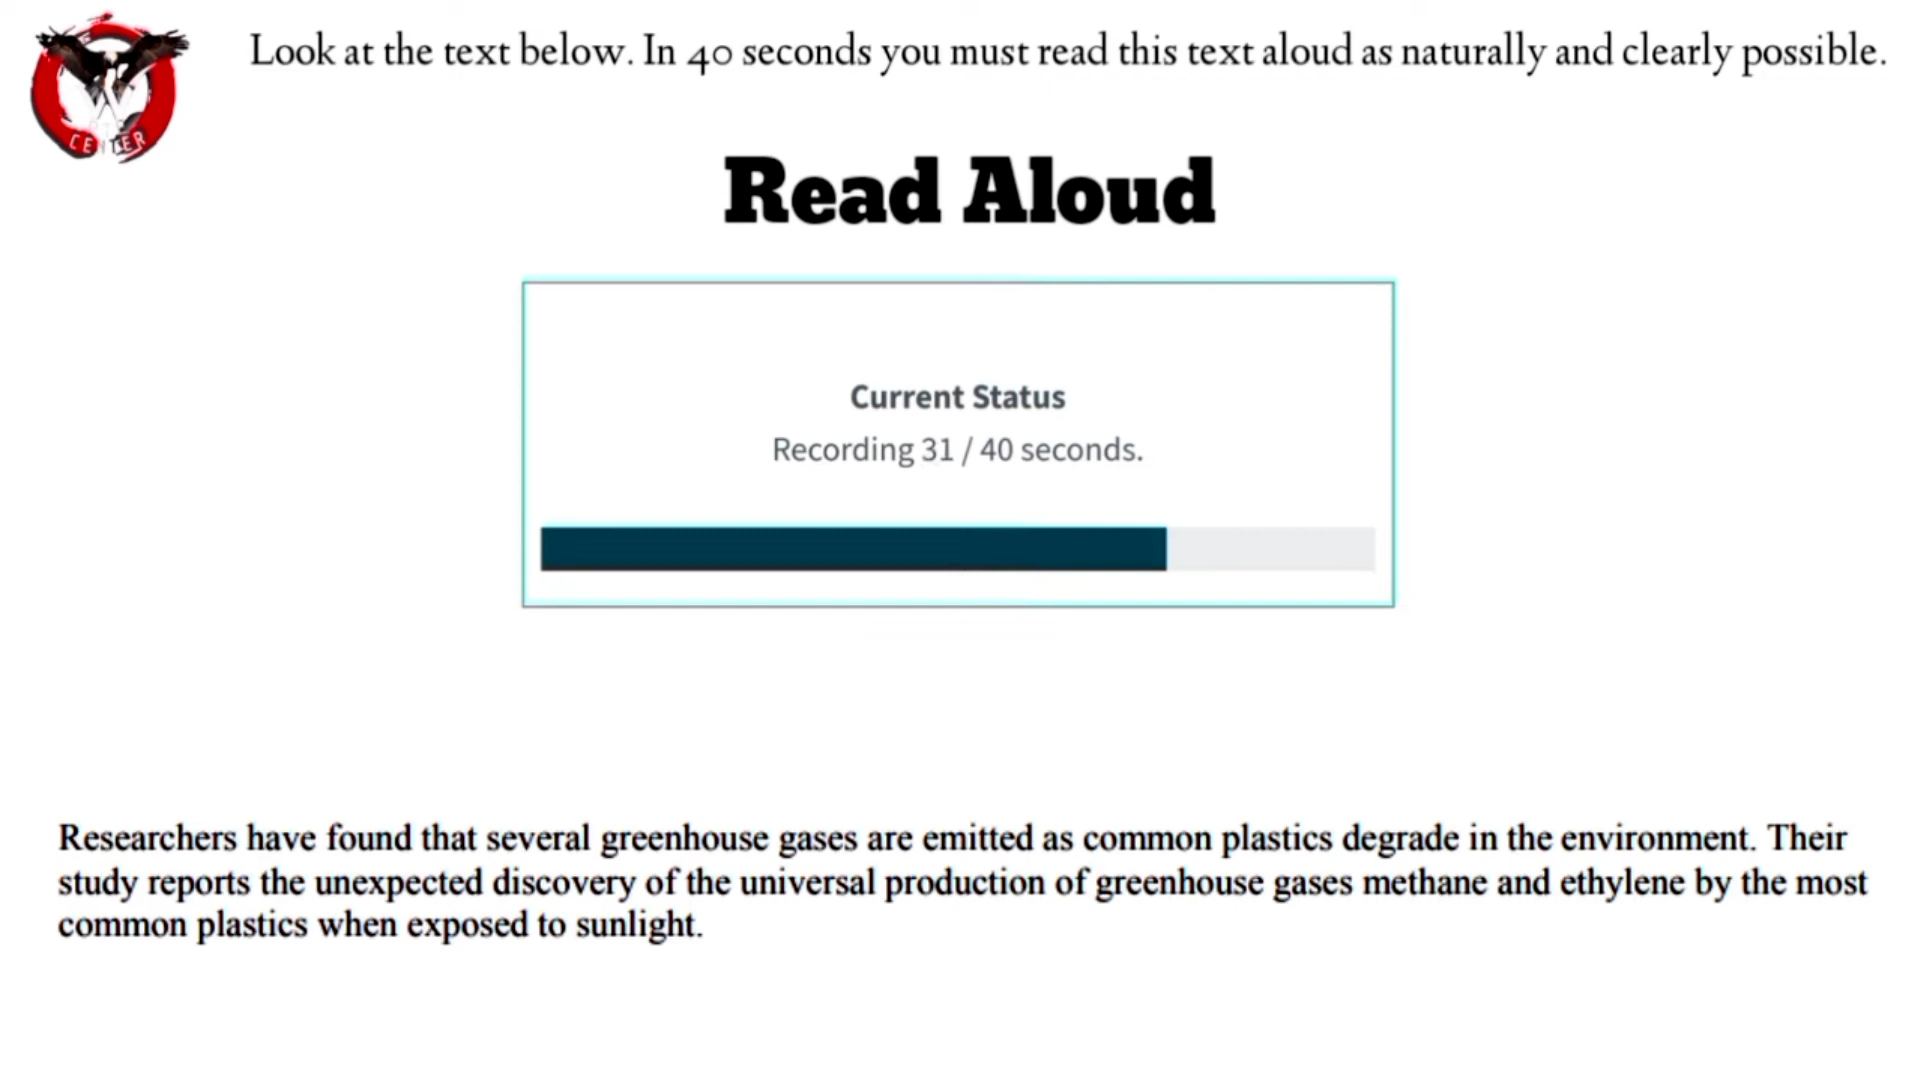 Look at the text below. In 40 seconds you must read this text aloud as naturally and clearly possible.
CENTER
Read Aloud
Current Status
Recording 31 / 40 seconds.
Researchers have found that several greenhouse gases are emitted as common plastics degrade in the environment. Their
study reports the unexpected discovery of the universal production of greenhouse gases methane and ethylene by the most
common plastics when exposed to sunlight.